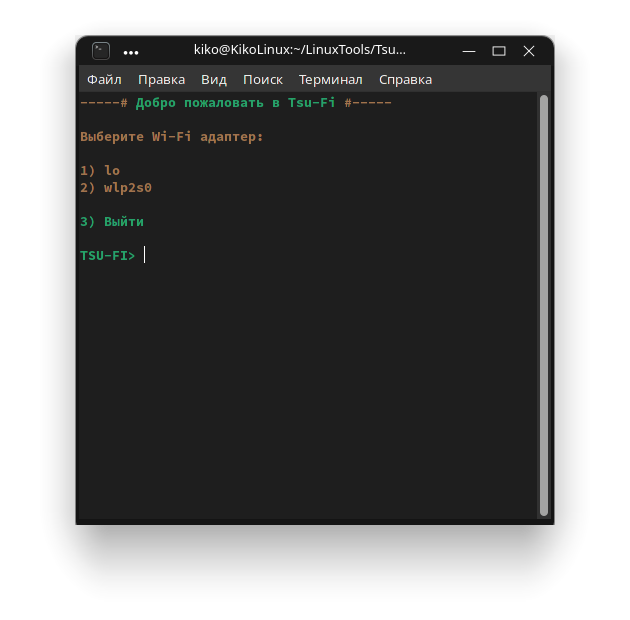 kiko@KikoLinux:~/LinuxTools/Tsu...
Файл Правка Вид Поиск Терминал Справка
-----# Добро пожаловать в Tsu-Fi #-----
Выберите Wi-Fi адаптер:
1) lo
2) wlp2s0
3) Выйти
TSU-FI>